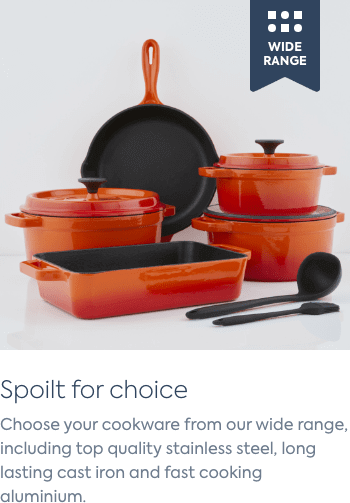 WIDE
RANGE
Spoilt for choice
Choose your cookware from our wide range,
including top quality stainless steel, long
lasting cast iron and fast cooking
aluminium.